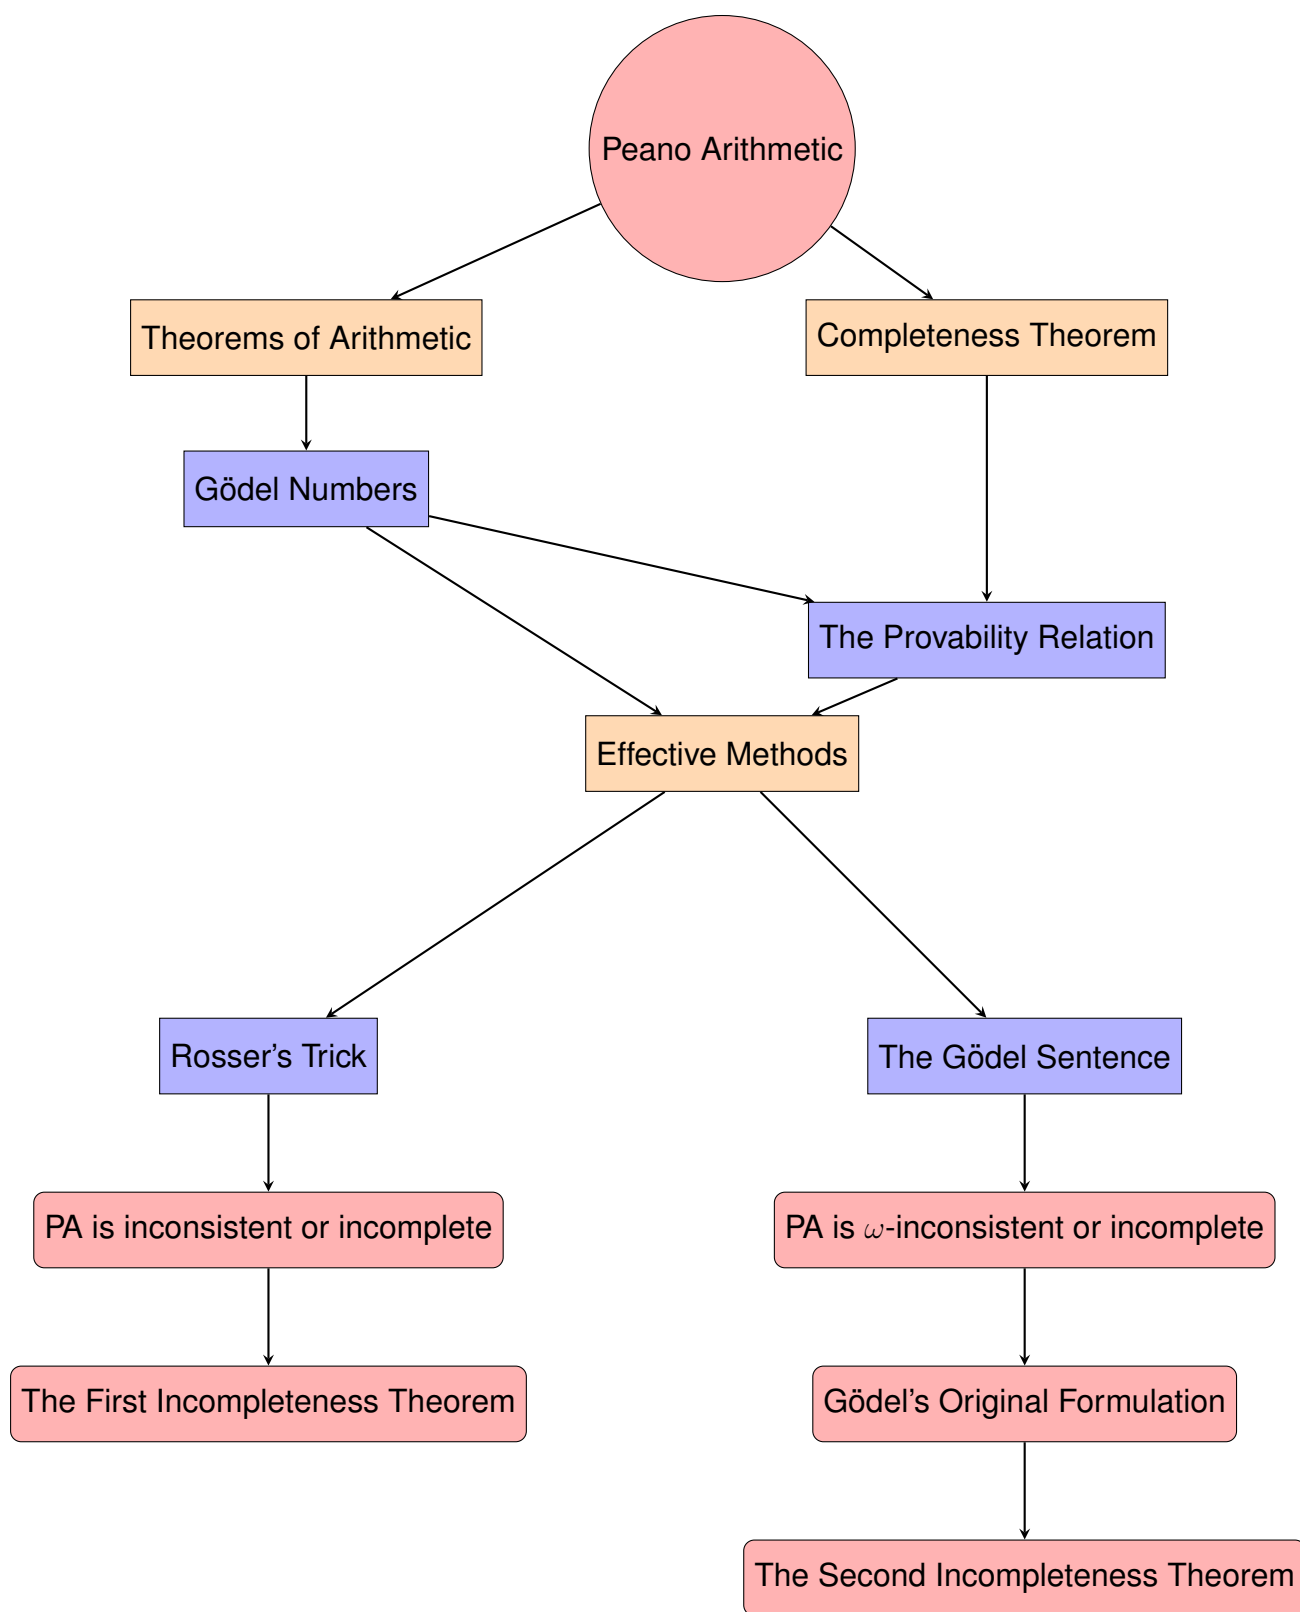 Peano Arithmetic
Theorems of Arithmetic
Completeness Theorem
Gödel Numbers
The Provability Relation
Effective Methods
Rosser’s Trick
The Gödel Sentence
PA is inconsistent or incomplete
PA is ω-inconsistent or incomplete
The First Incompleteness Theorem
Gödel’s Original Formulation
The Second Incompleteness Theorem